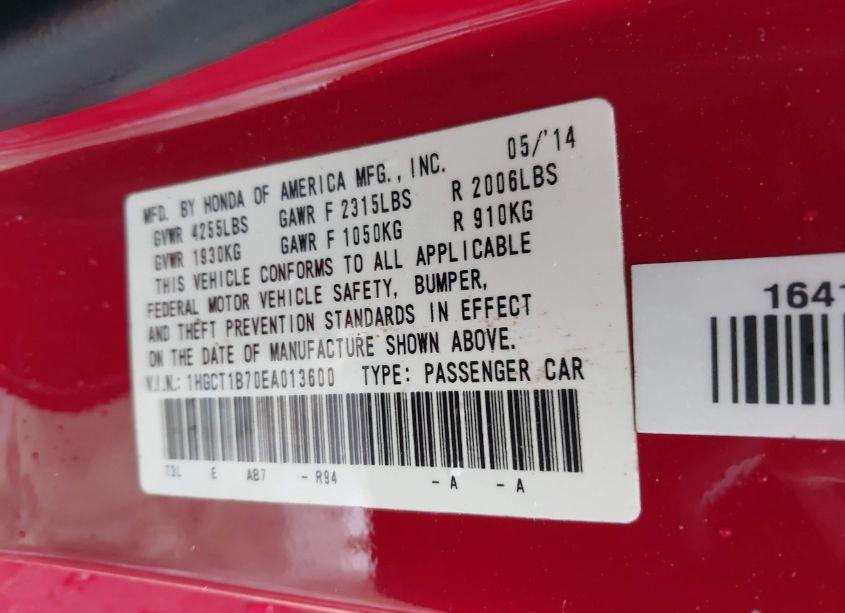 MFD. BY HONDA OF AMERICA MFG., INC. 05/'14
GVWR 4255LBS GAWR F 2315LBS R 2006LBS
GVWR 1930KG GAWR F 1050KG R 910KG
THIS VEHICLE CONFORMS TO ALL APPLICABLE
FEDERAL MOTOR VEHICLE SAFETY, BUMPER,
AND THEFT PREVENTION STANDARDS IN EFFECT
ON THE DATE OF MANUFACTURE SHOWN ABOVE.
V.I.N.: 1HGCT1B70EA013600 TYPE: PASSENGER CAR
T3L E AB7 - R94 - A - A
1641